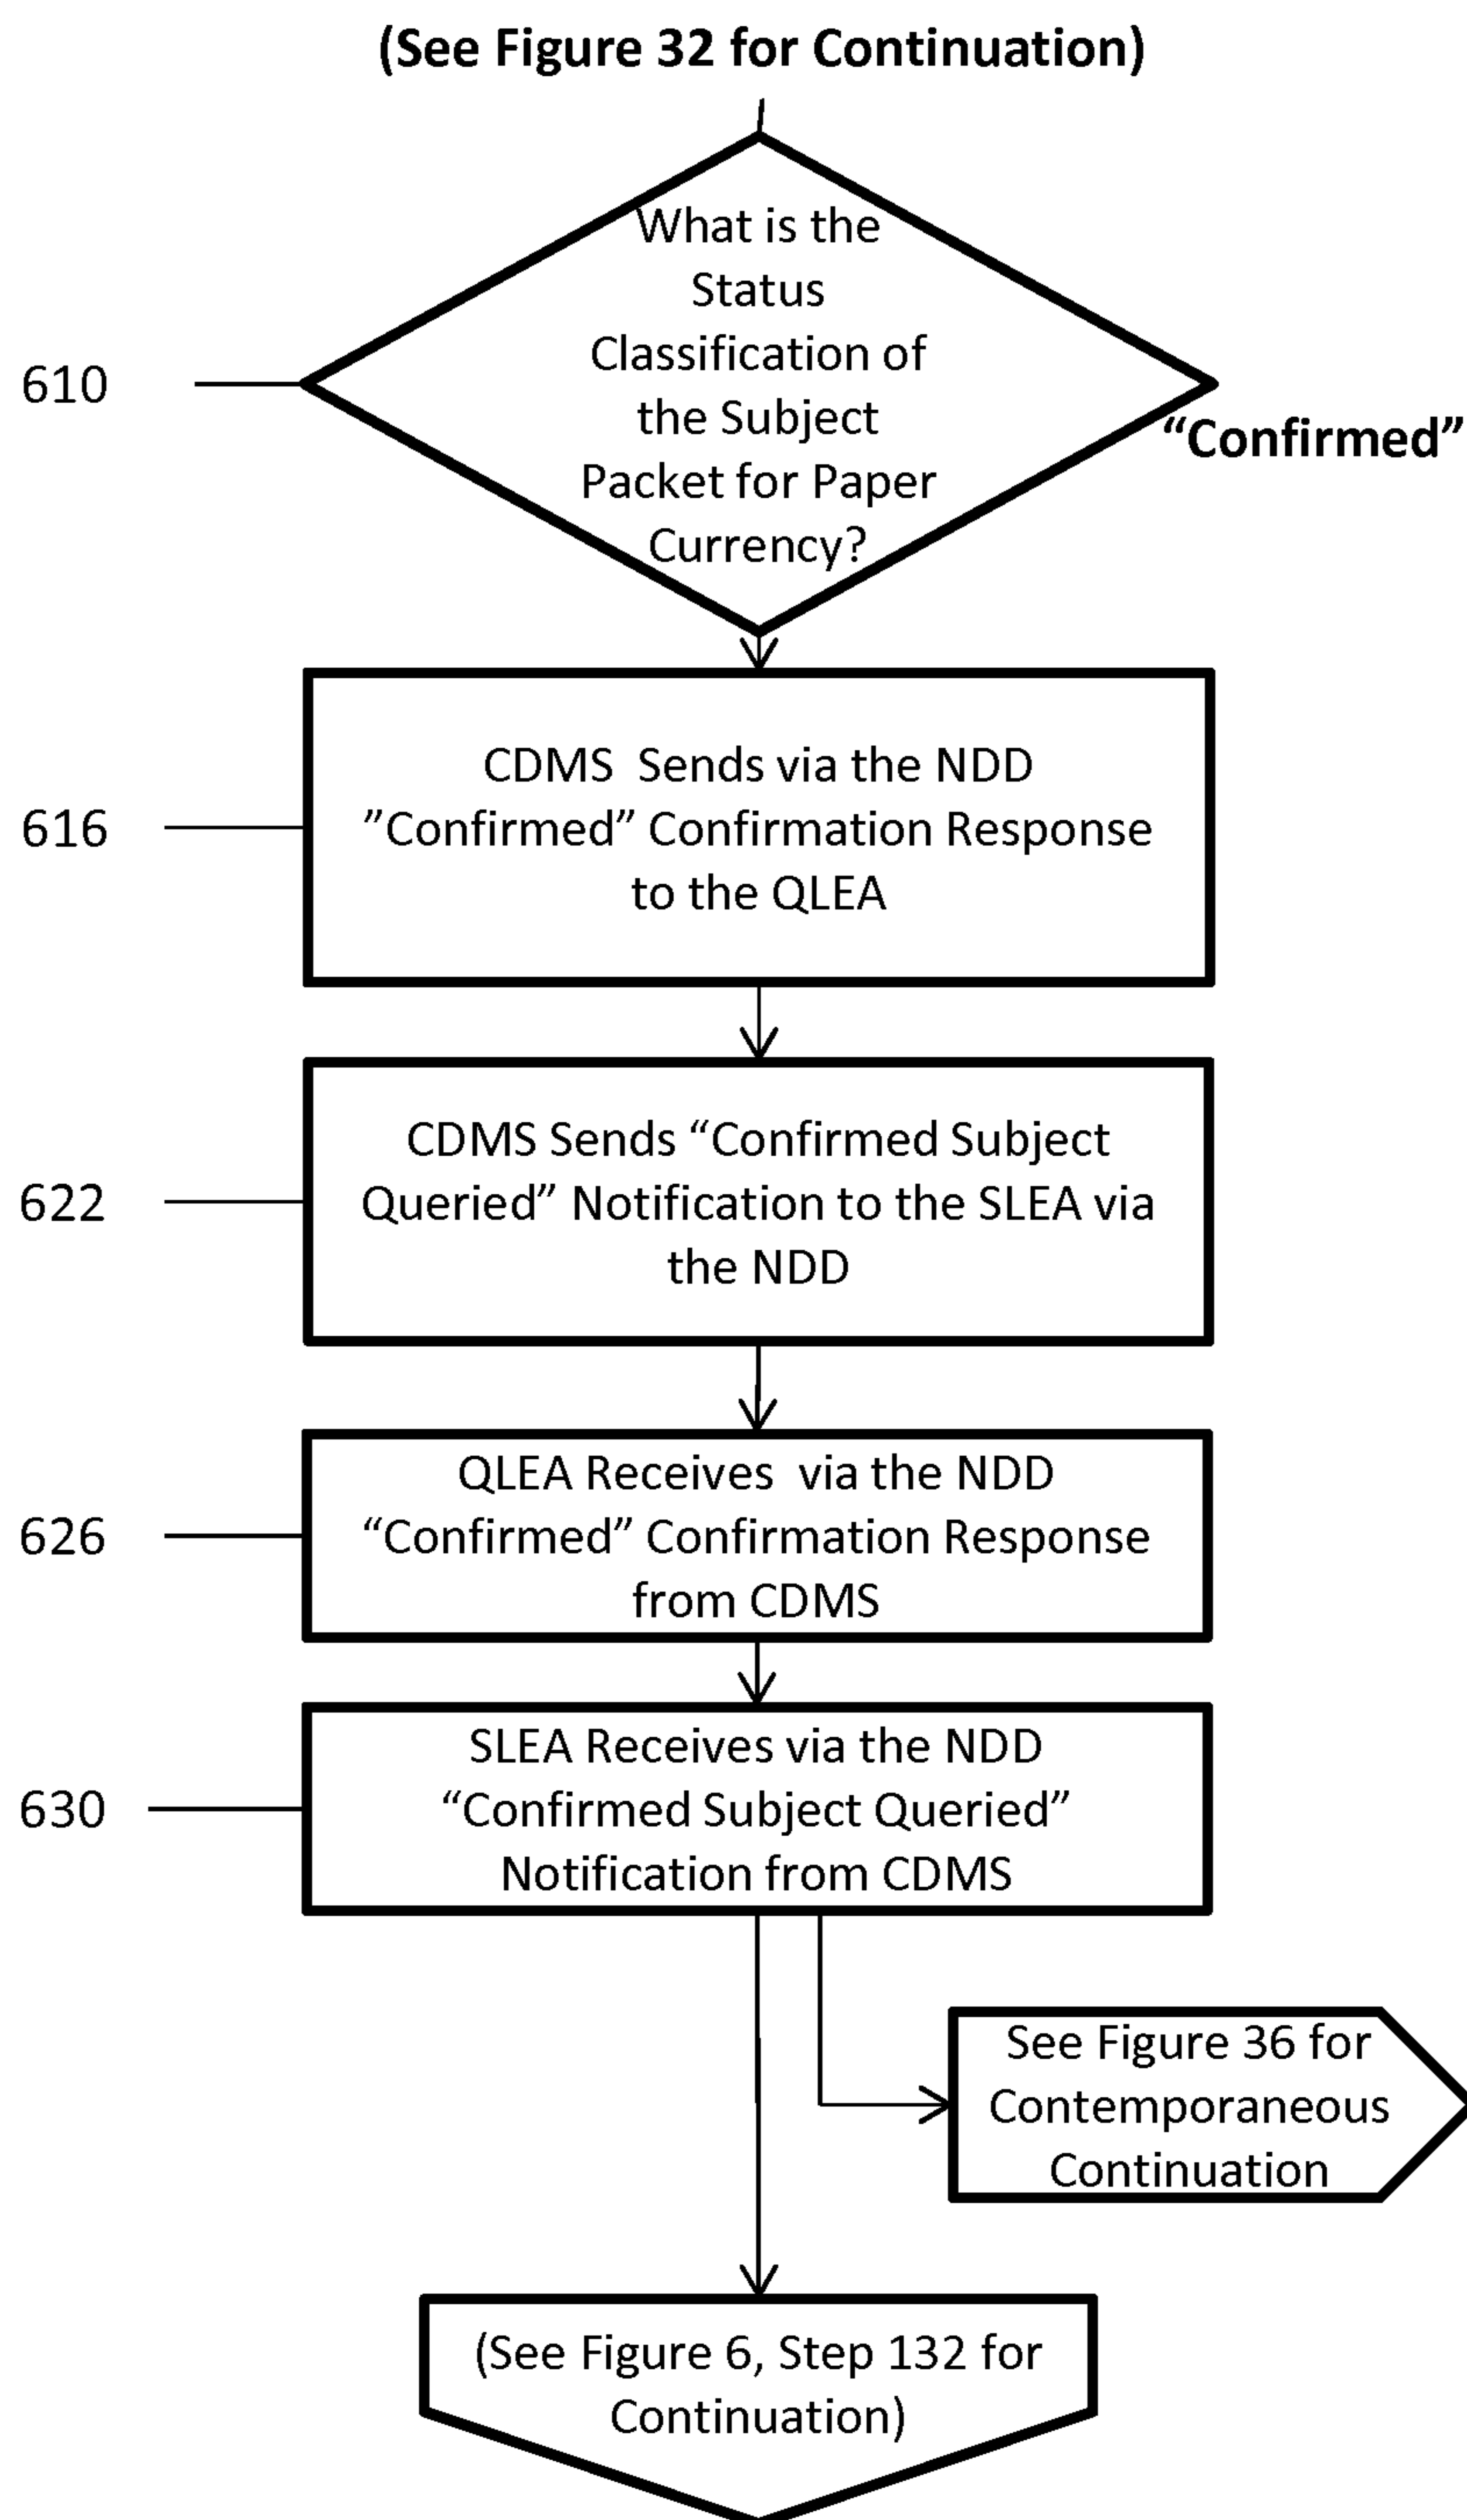 (See Figure 32 for Continuation)
What is the
Status
Classification of
the Subject
Packet for Paper
Currency?
610
“Confirmed”
CDMS  Sends via the NDD
”Confirmed” Confirmation Response
to the QLEA
616
CDMS Sends “Confirmed Subject
Queried” Notification to the SLEA via
the NDD
622
QLEA Receives  via the NDD
“Confirmed” Confirmation Response
from CDMS
626
SLEA Receives via the NDD
“Confirmed Subject Queried”
Notification from CDMS
630
See Figure 36 for
Contemporaneous
Continuation
(See Figure 6, Step 132 for
Continuation)